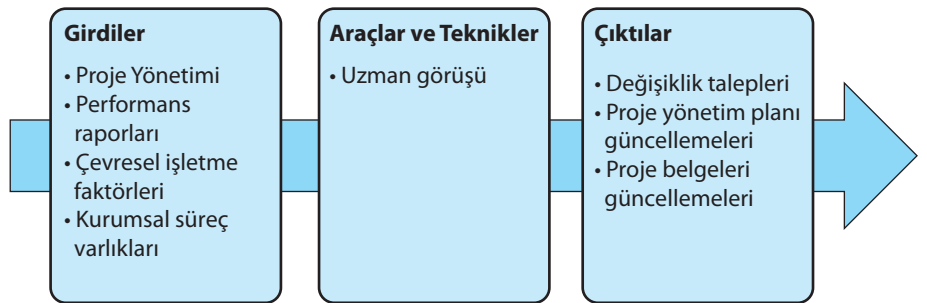 Girdiler
• Proje Yönetimi
• Performans
raporları
• Çevresel işletme
faktörleri
• Kurumsal süreç
varlıkları
Araçlar ve Teknikler
• Uzman görüşü
Çıktılar
• Değişiklik talepleri
• Proje yönetim planı
güncellemeleri
• Proje belgeleri
güncellemeleri